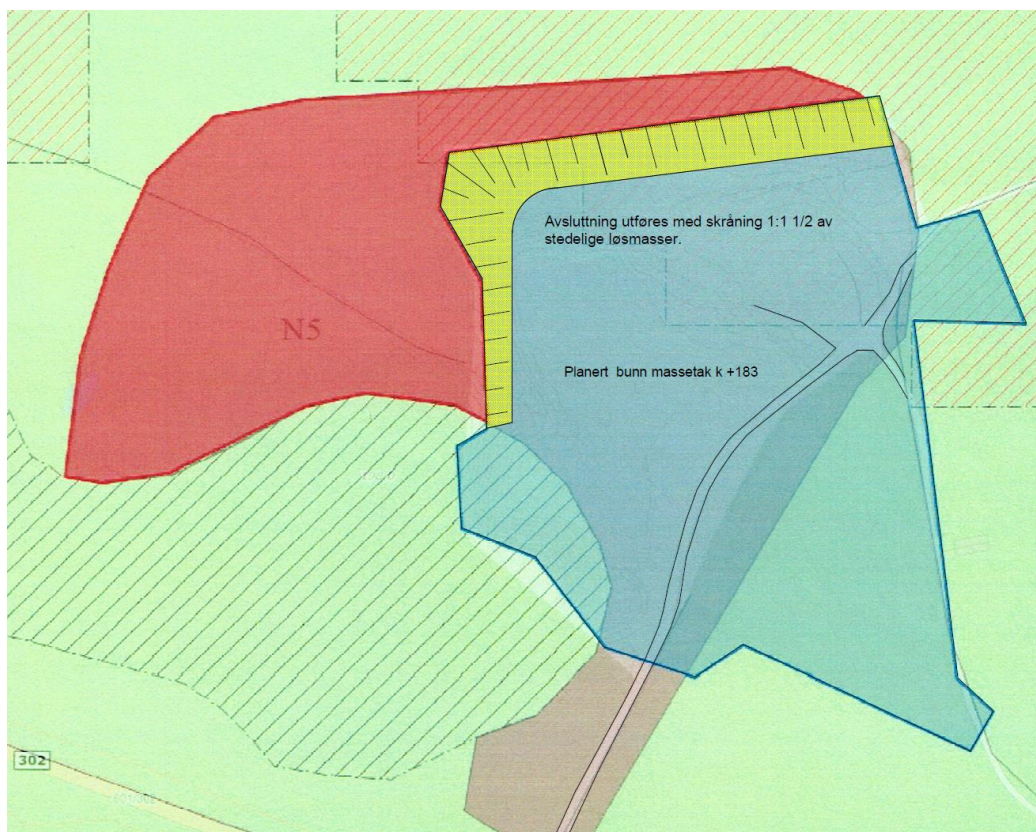 Avsluttning utføres med skråning 1:1 1/2 av
stedelige løsmasser.
N5
Planert bunn massetak k +183
302